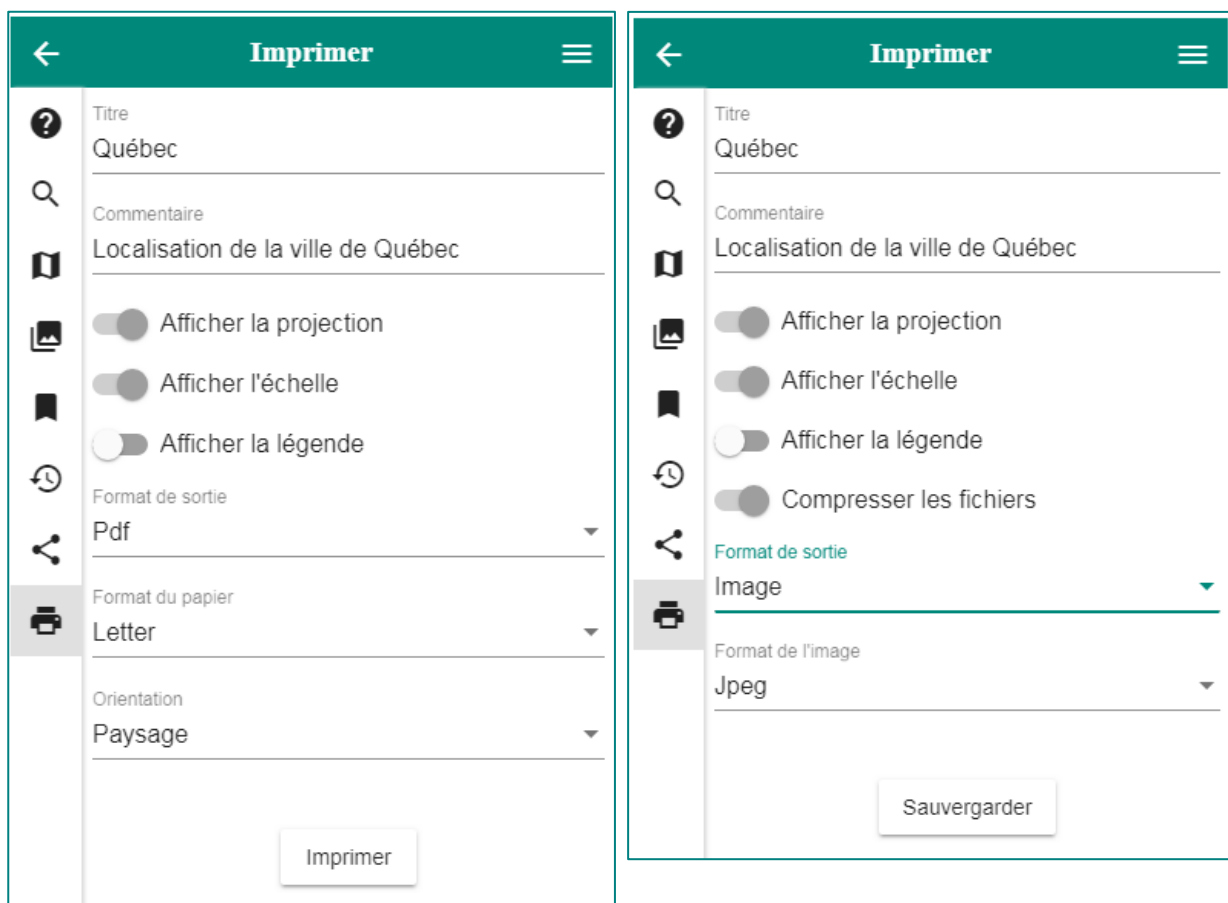 Imprimer
Titre
Québec
Commentaire
Localisation de la ville de Québec
Afficher la projection
Afficher l'échelle
Afficher la légende
Format de sortie
Pdf
Format du papier
Letter
Orientation
Paysage
Imprimer
Imprimer
Titre
Québec
Commentaire
Localisation de la ville de Québec
Afficher la projection
Afficher l'échelle
Afficher la légende
Compresser les fichiers
Format de sortie
Image
Format de l'image
Jpeg
Sauvergarder